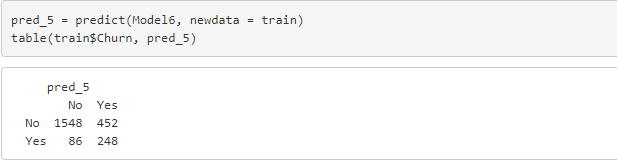 pred_5 = predict(Model6, newdata = train)
table(train$Churn, pred_5)
pred_5
No Yes
No 1548 452
Yes 86 248